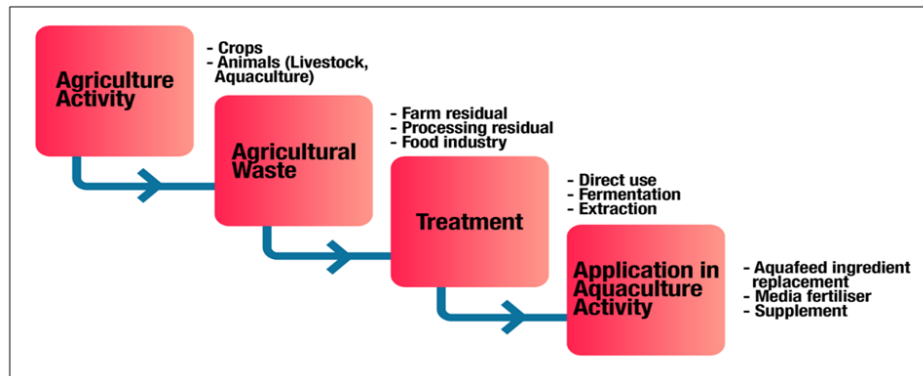 Agriculture
Activity
- Crops
- Animals (Livestock,
Aquaculture)
Agricultural
Waste
- Farm residual
- Processing residual
- Food industry
Treatment
- Direct use
- Fermentation
- Extraction
Application in
Aquaculture
Activity
- Aquafeed ingredient
replacement
- Media fertiliser
- Supplement